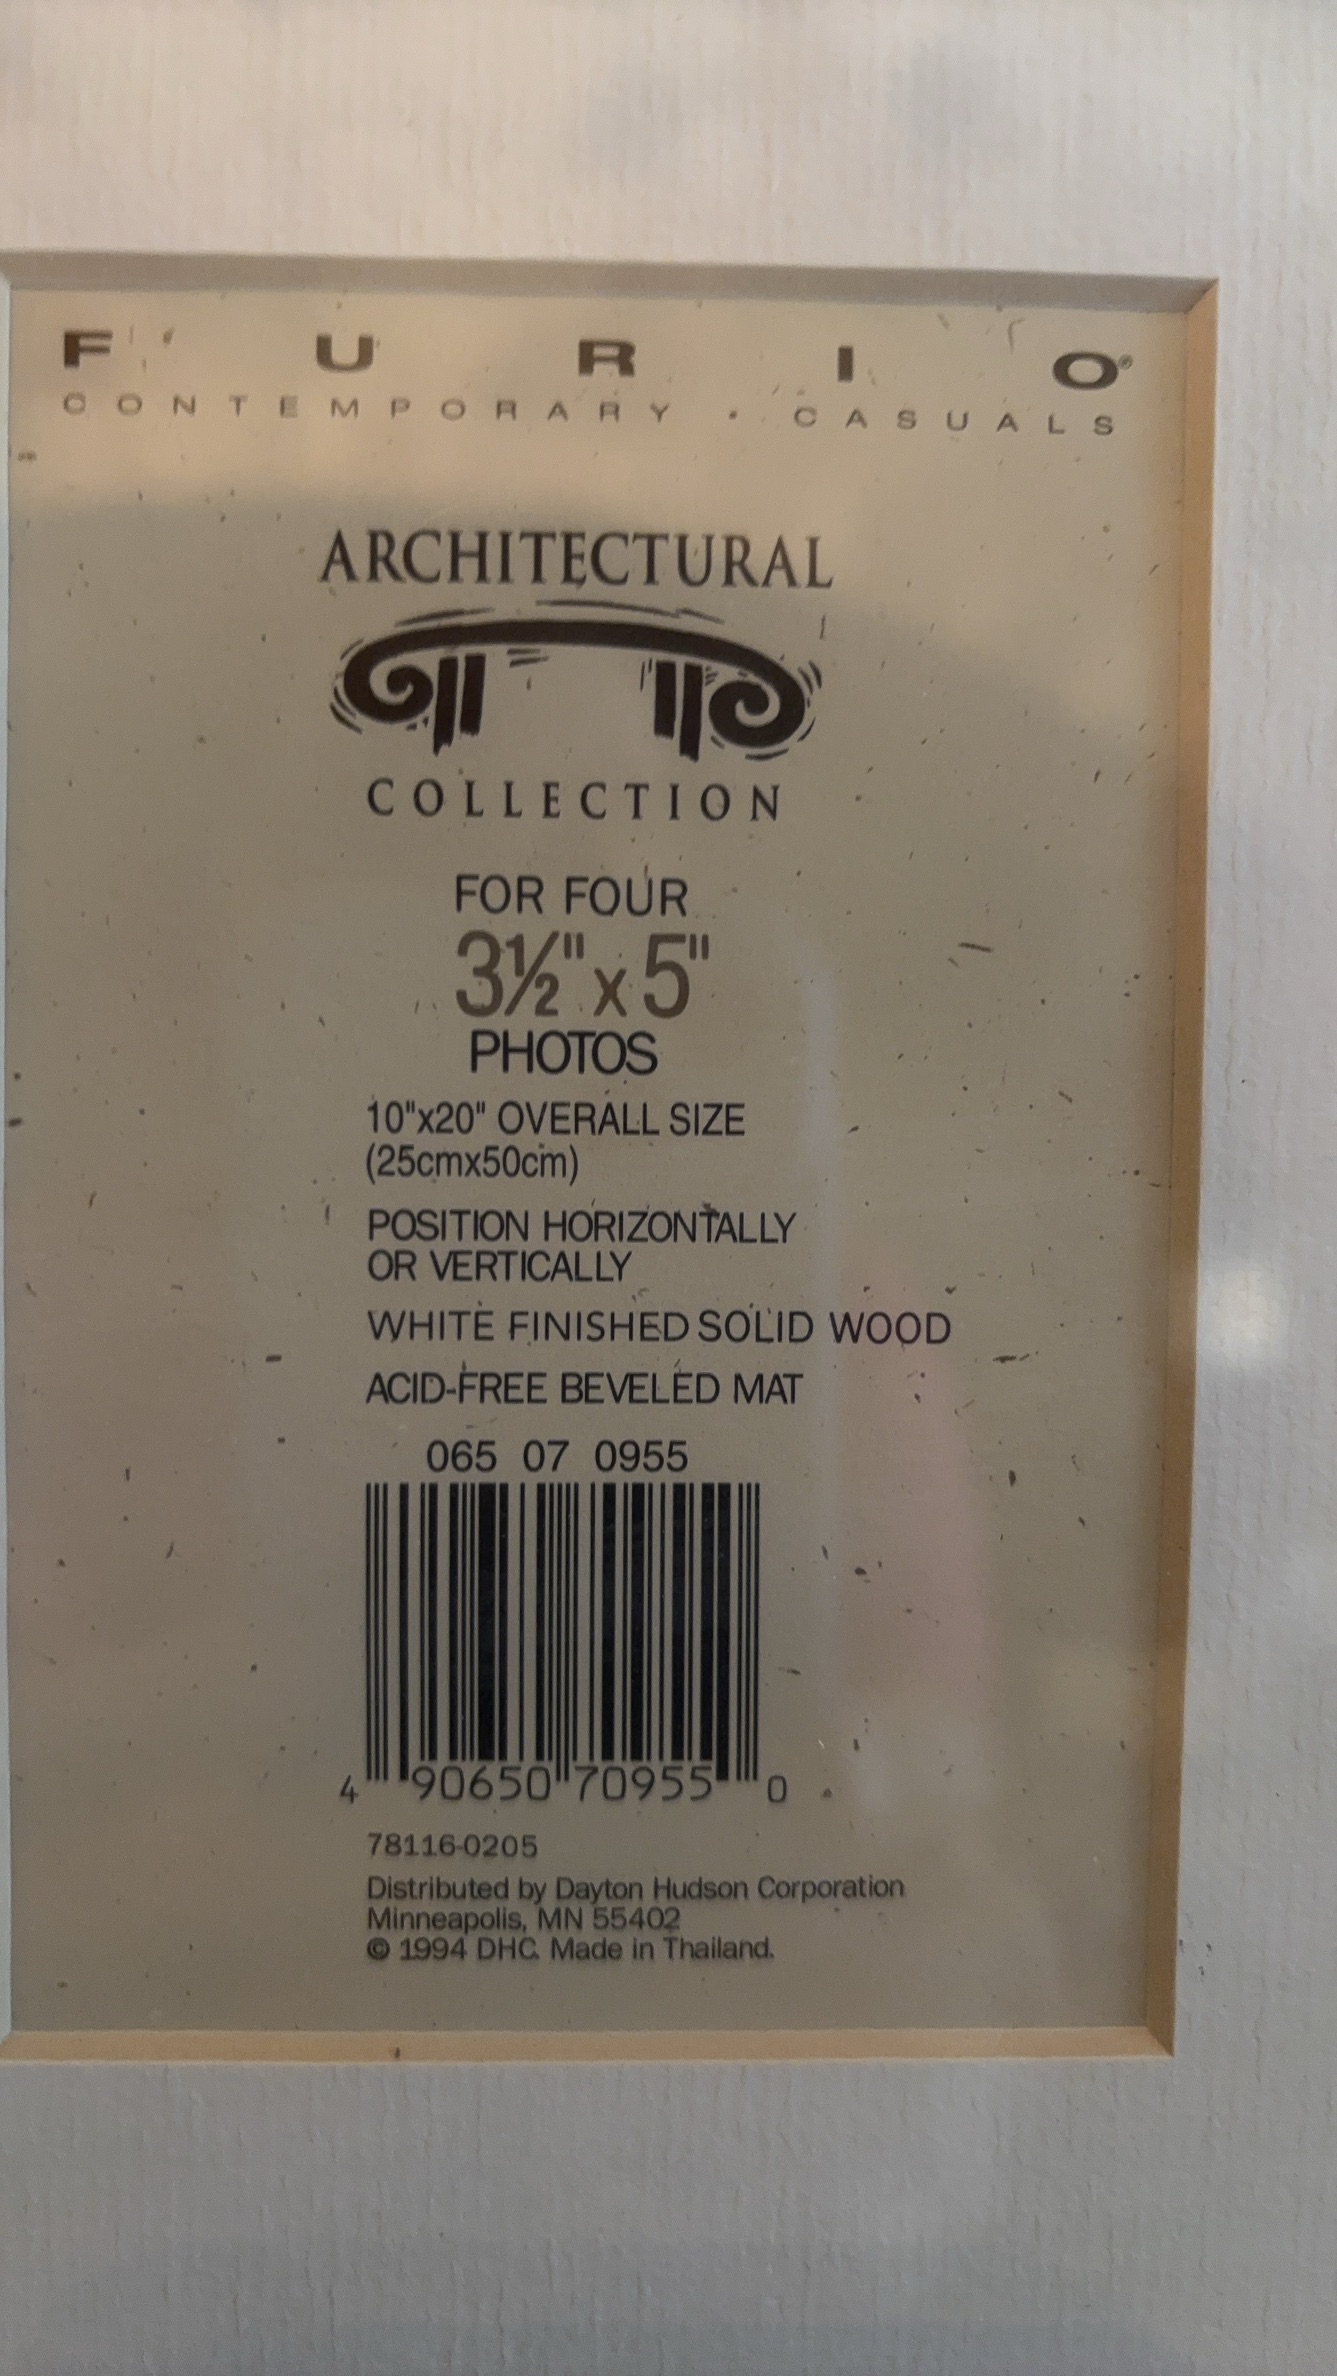 FURIO®
CONTEMPORARY · CASUALS
ARCHITECTURAL
COLLECTION
FOR FOUR
3½" x 5"
PHOTOS
10"x20" OVERALL SIZE
(25cmx50cm)
POSITION HORIZONTALLY
OR VERTICALLY
WHITE FINISHED SOLID WOOD
ACID-FREE BEVELED MAT
065 07 0955
4 90650 70955 0
78116-0205
Distributed by Dayton Hudson Corporation
Minneapolis, MN 55402
© 1994 DHC. Made in Thailand.